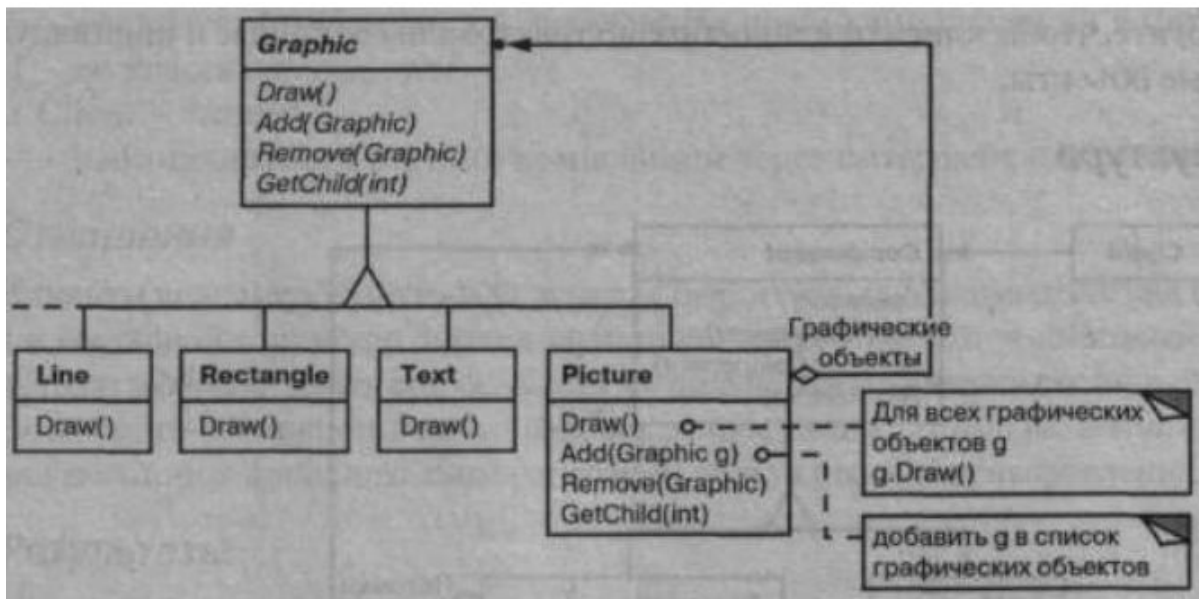 Graphic
Draw()
Add(Graphic)
Remove(Graphic)
GetChild(int)
Line
Draw()
Rectangle
Draw()
Text
Draw()
Picture
Draw()
Add(Graphic g)
Remove(Graphic)
GetChild(int)
Графические
объекты
Для всех графических
объектов g
g.Draw()
добавить g в список
графических объектов